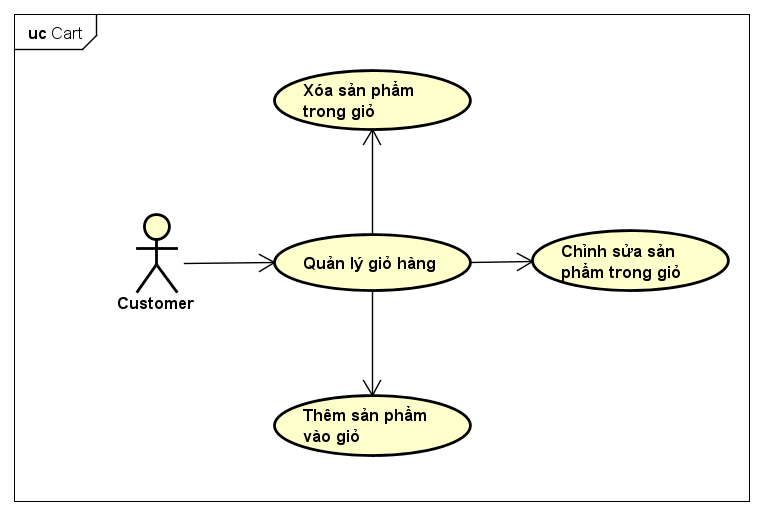 uc Cart
Xóa sản phẩm
trong giỏ
Quản lý giỏ hàng
Chỉnh sửa sản
phẩm trong giỏ
Customer
Thêm sản phẩm
vào giỏ